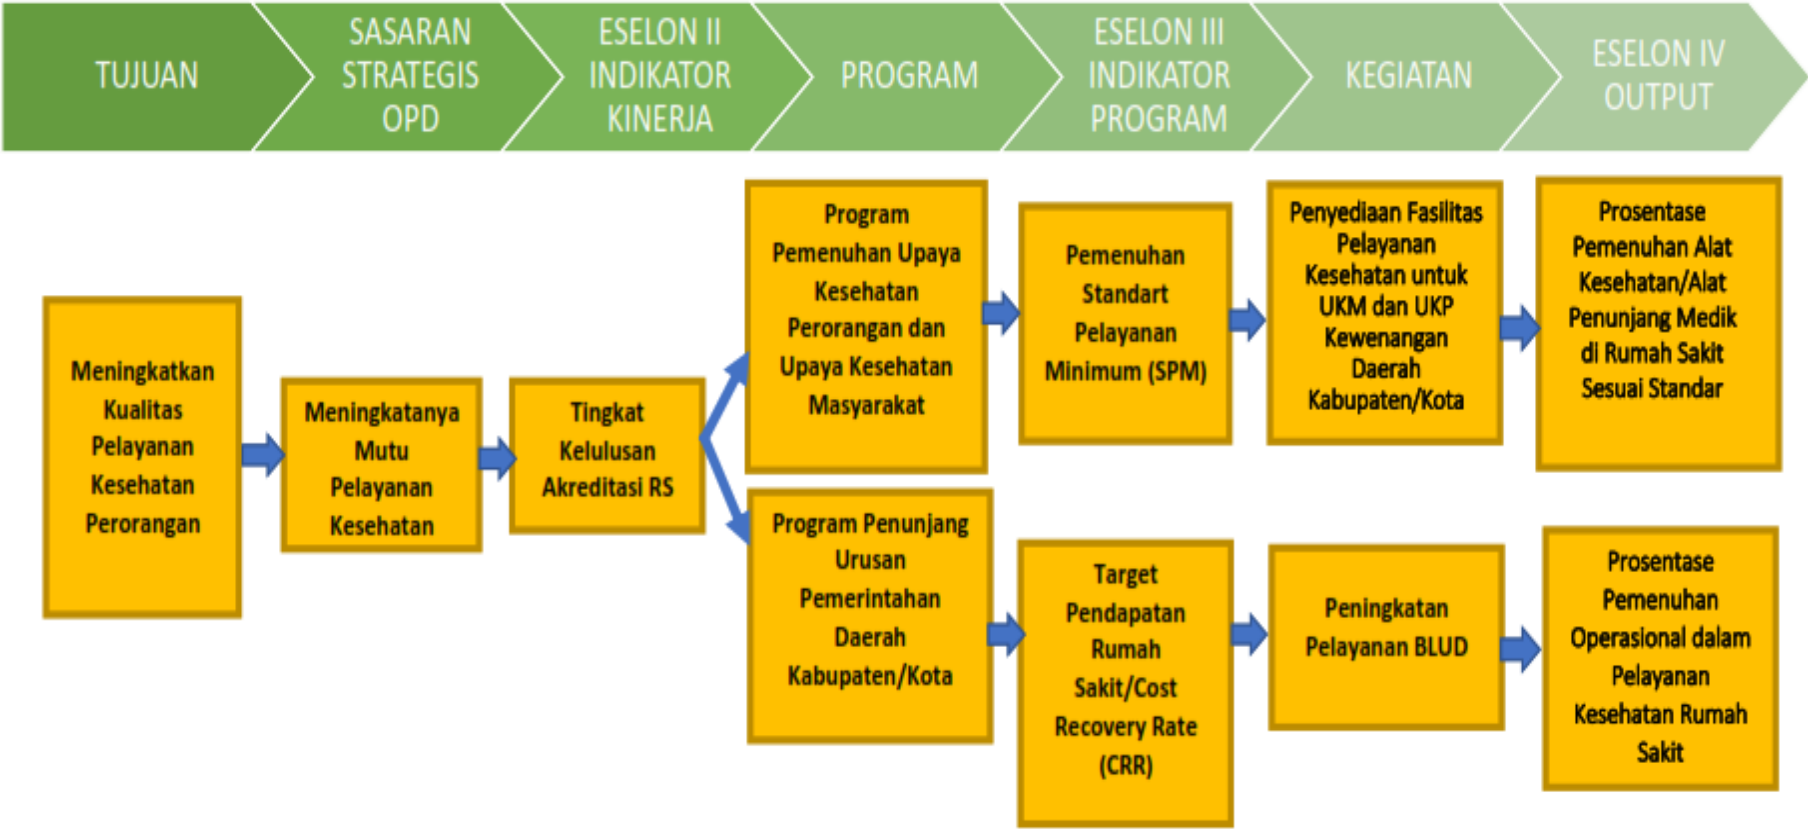 TUJUAN
SASARAN
STRATEGIS
OPD
ESELON II
INDIKATOR
KINERJA
PROGRAM
ESELON III
INDIKATOR
PROGRAM
KEGIATAN
ESELON IV
OUTPUT
Meningkatkan
Kualitas
Pelayanan
Kesehatan
Perorangan
Meningkatanya
Mutu
Pelayanan
Kesehatan
Tingkat
Kelulusan
Akreditasi RS
Program
Pemenuhan Upaya
Kesehatan
Perorangan dan
Upaya Kesehatan
Masyarakat
Pemenuhan
Standart
Pelayanan
Minimum (SPM)
Penyediaan Fasilitas
Pelayanan
Kesehatan untuk
UKM dan UKP
Kewenangan
Daerah
Kabupaten/Kota
Prosentase
Pemenuhan Alat
Kesehatan/Alat
Penunjang Medik
di Rumah Sakit
Sesuai Standar
Program Penunjang
Urusan
Pemerintahan
Daerah
Kabupaten/Kota
Target
Pendapatan
Rumah
Sakit/Cost
Recovery Rate
(CRR)
Peningkatan
Pelayanan BLUD
Prosentase
Pemenuhan
Operasional dalam
Pelayanan
Kesehatan Rumah
Sakit